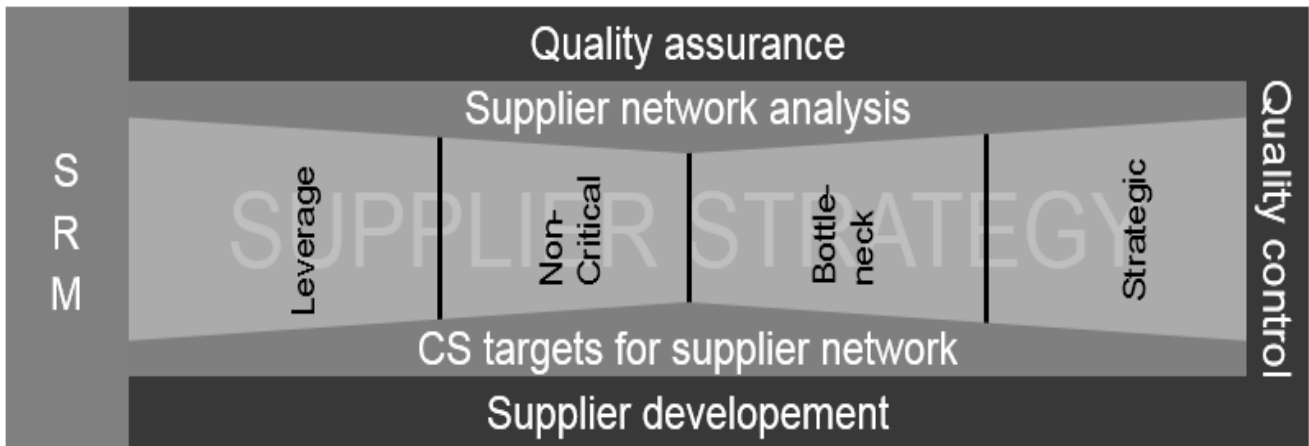 Quality assurance
Supplier network analysis
S
R
M
SUPPLIER STRATEGY
Leverage
Non-
Critical
Bottle-
neck
Strategic
Quality control
CS targets for supplier network
Supplier developement